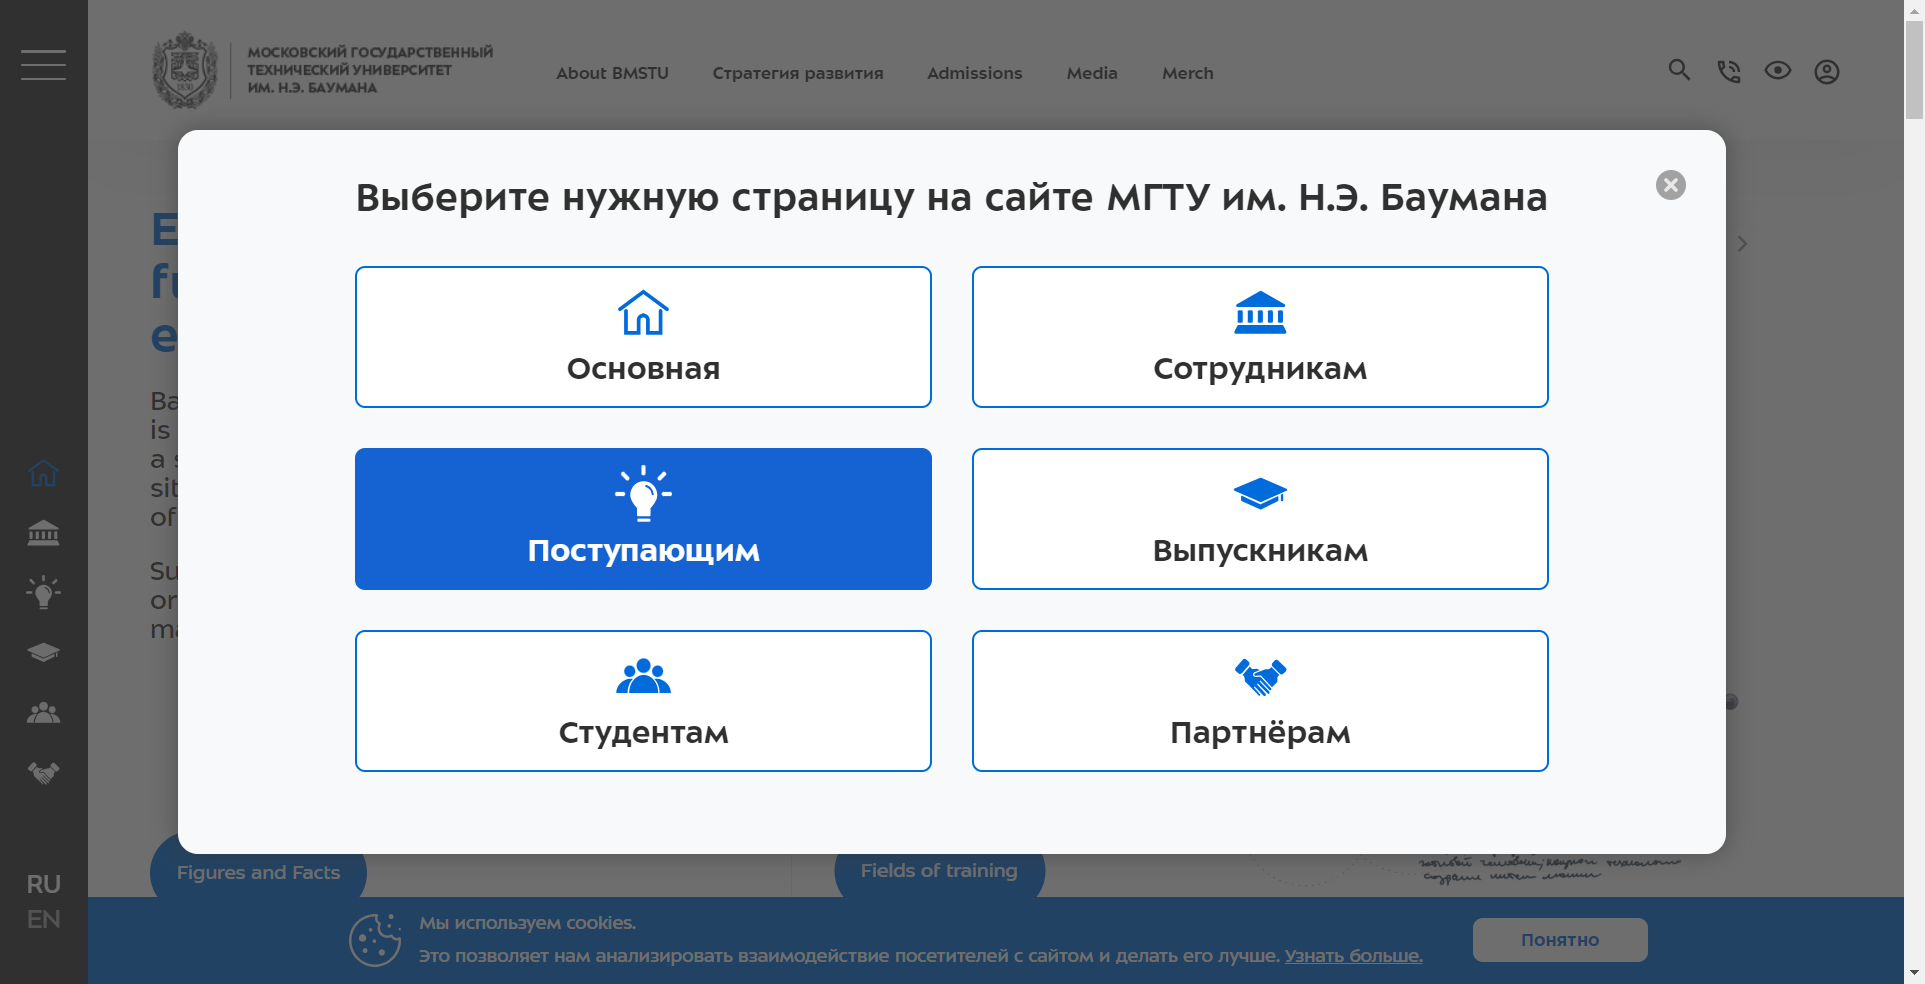 МОСКОВСКИЙ ГОСУДАРСТВЕННЫЙ
ТЕХНИЧЕСКИЙ УНИВЕРСИТЕТ
ИМ. Н.Э. БАУМАНА
About BMSTU
Стратегия развития
Admissions
Media
Merch
Выберите нужную страницу на сайте МГТУ им. Н.Э. Баумана
Основная
Сотрудникам
Поступающим
Выпускникам
Студентам
Партнёрам
is
a
of
Figures and Facts
Fields of training
RU
EN
Мы используем cookies.
Это позволяет нам анализировать взаимодействие посетителей с сайтом и делать его лучше. Узнать больше.
Понятно